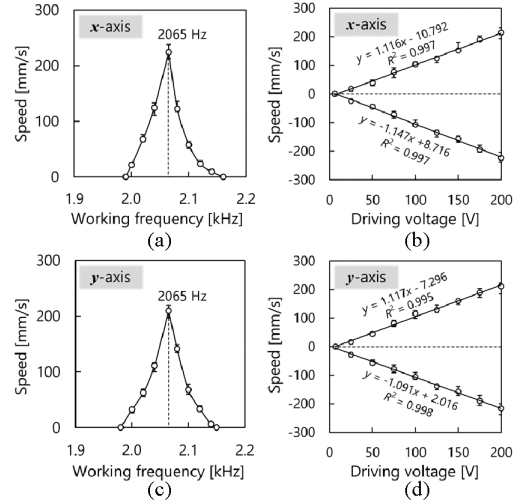 x-axis
2065 Hz
300
200
100
0
Speed [mm/s]
1.9
2.0
2.1
2.2
Working frequency [kHz]
(a)
x-axis
y = 1.116x - 10.792
R² = 0.997
y = -1.147x+8.716
R² = 0.997
300
200
100
0
-100
-200
-300
Speed [mm/s]
0
50
100
150
200
Driving voltage [V]
(b)
y-axis
2065 Hz
300
200
100
0
Speed [mm/s]
1.9
2.0
2.1
2.2
Working frequency [kHz]
(c)
y-axis
y = 1.117x - 7.296
R² = 0.995
y = -1.091x + 2.016
R² = 0.998
300
200
100
0
-100
-200
-300
Speed [mm/s]
0
50
100
150
200
Driving voltage [V]
(d)